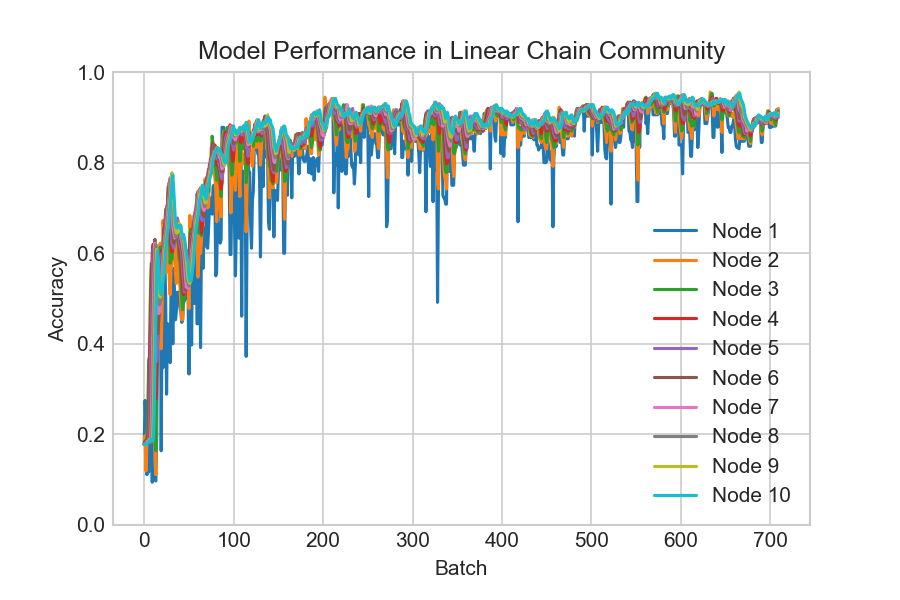 Model Performance in Linear Chain Community
1.0
0.8
0.6
0.4
0.2
0.0
Accuracy
Node 1
Node 2
Node 3
Node 4
Node 5
Node 6
Node 7
Node 8
Node 9
Node 10
0 100 200 300 400 500 600 700
Batch